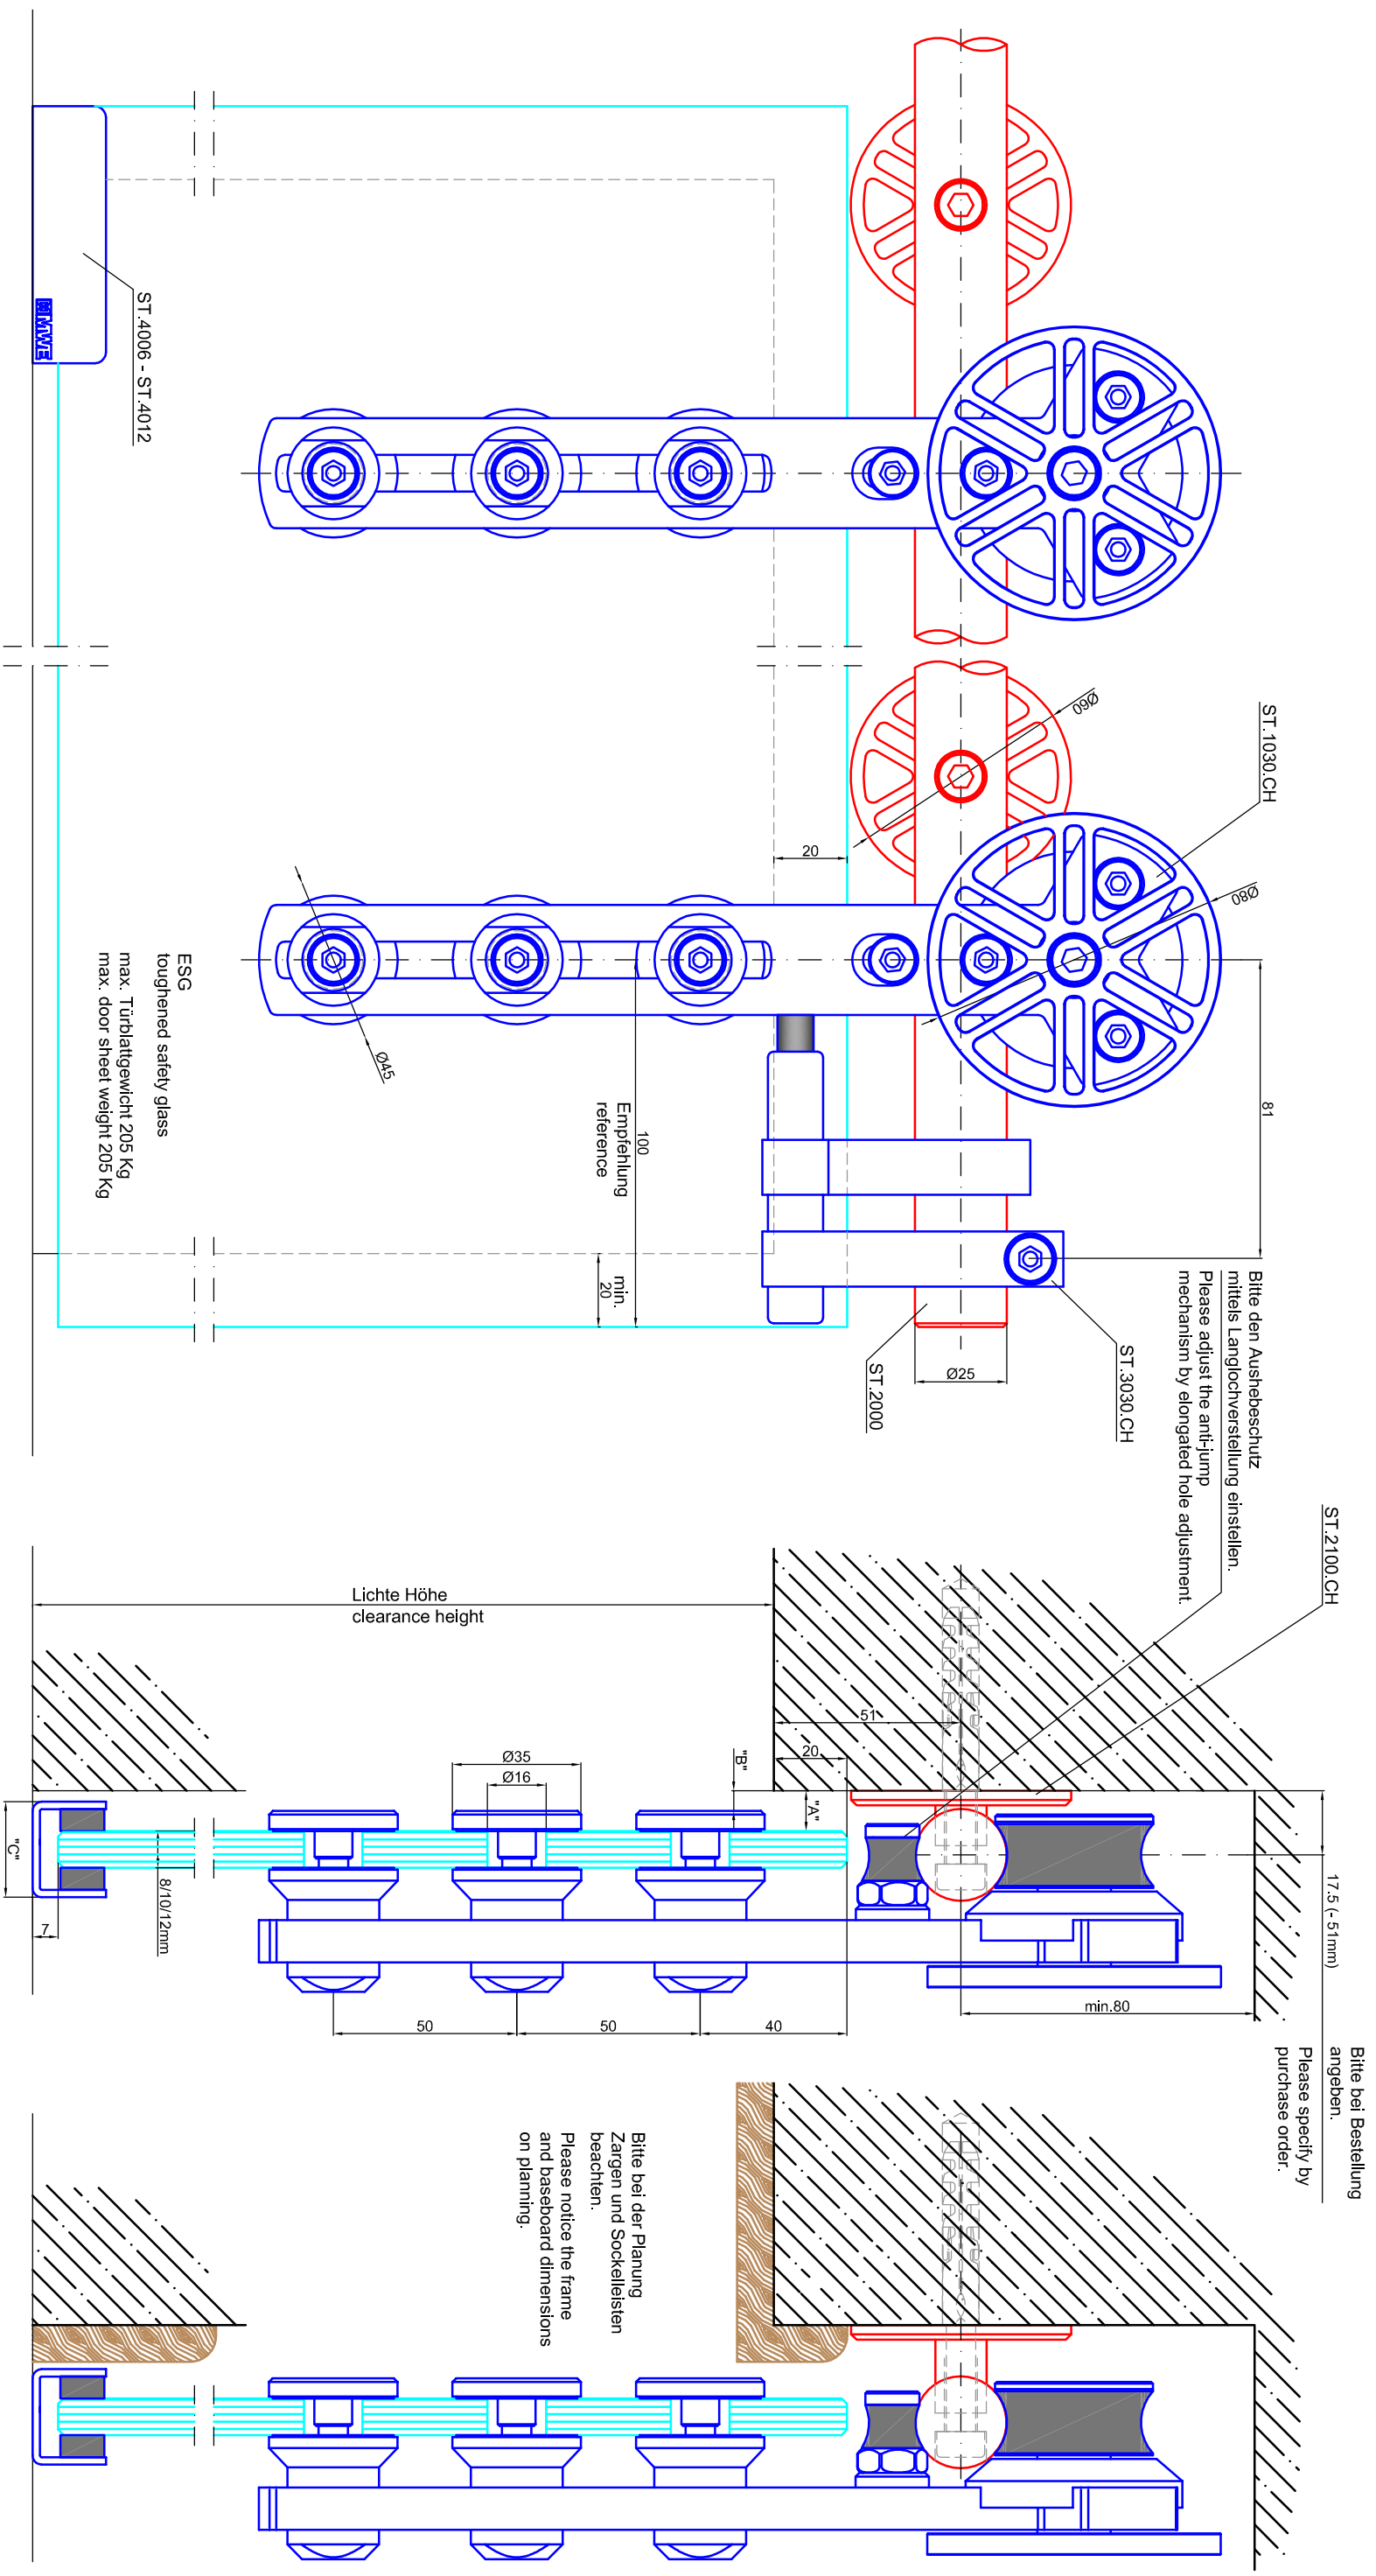 ST.1030.CH
ST.3030.CH
ST.2000
ST.2100.CH
Bitte den Aushebeschutz
mittels Langlochverstellung einstellen.
Please adjust the anti-jump
mechanism by elongated hole adjustment.
Bitte bei Bestellung
angeben.
Please specify by
purchase order.
17.5 (- 51mm)
Ø60
Ø80
81
20
Ø25
100
Empfehlung
reference
min.
20
Ø45
ESG
toughened safety glass
max. Türblattgewicht 205 Kg
max. door sheet weight 205 Kg
ST.4006 - ST.4012
MWE
Lichte Höhe
clearance height
51
20
"B"
"A"
Ø35
Ø16
min.80
40
50
50
8/10/12mm
7
"C"
Bitte bei der Planung
Zargen und Sockelleisten
beachten.
Please notice the frame
and baseboard dimensions
on planning.